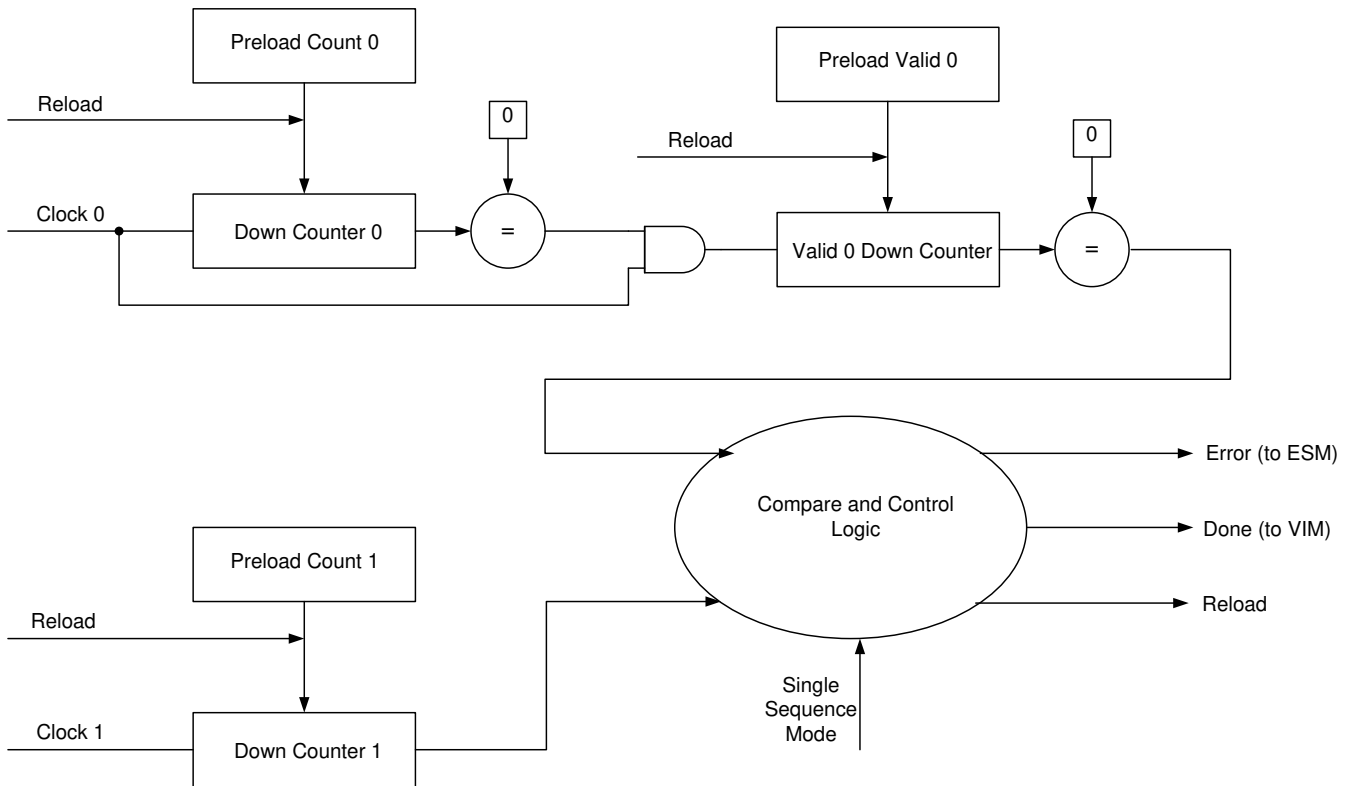 Preload Count 0
Preload Valid 0
Reload
0
Reload
0
Clock 0
Down Counter 0
=
Valid 0 Down Counter
=
Error (to ESM)
Compare and Control
Logic
Done (to VIM)
Preload Count 1
Reload
Reload
Single
Sequence
Mode
Clock 1
Down Counter 1